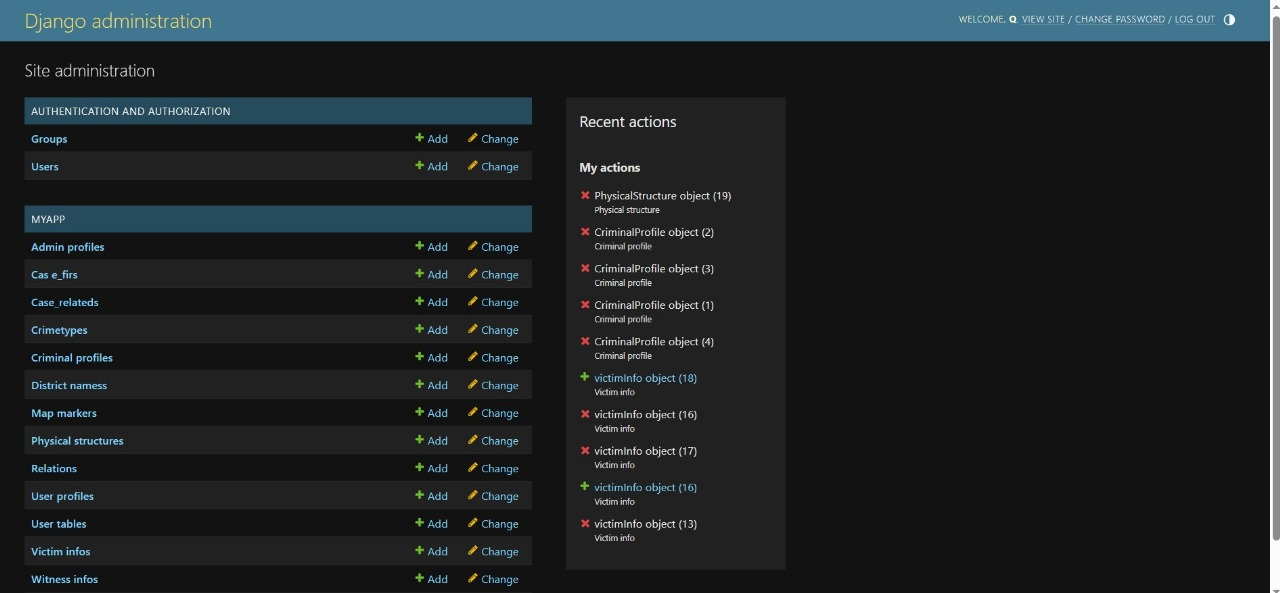 Django administration
WELCOME, Q. VIEW SITE / CHANGE PASSWORD / LOG OUT
Site administration
AUTHENTICATION AND AUTHORIZATION
Groups Add Change
Users Add Change
MYAPP
Admin profiles Add Change
Cas e_firs Add Change
Case_relateds Add Change
Crimetypes Add Change
Criminal profiles Add Change
District namess Add Change
Map markers Add Change
Physical structures Add Change
Relations Add Change
User profiles Add Change
User tables Add Change
Victim infos Add Change
Witness infos Add Change
Recent actions
My actions
PhysicalStructure object (19)
Physical structure
CriminalProfile object (2)
Criminal profile
CriminalProfile object (3)
Criminal profile
CriminalProfile object (1)
Criminal profile
CriminalProfile object (4)
Criminal profile
victimInfo object (18)
Victim info
victimInfo object (16)
Victim info
victimInfo object (17)
Victim info
victimInfo object (16)
Victim info
victimInfo object (13)
Victim info